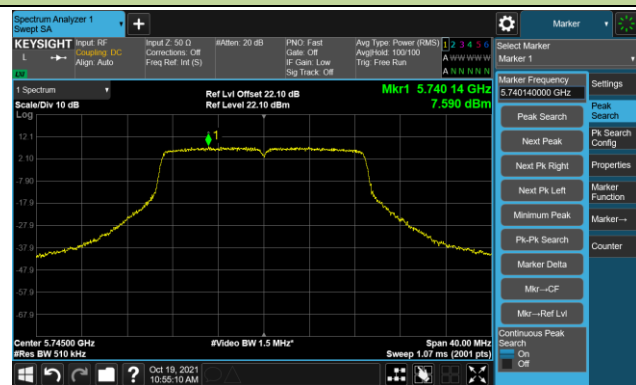 Spectrum Analyzer 1
Swept SA
+
Marker
KEYSIGHT
L
LW
Input: RF
Coupling: DC
Align: Auto
Input Z: 50 Ω
Corrections: Off
Freq Ref: Int (S)
#Atten: 20 dB
PNO: Fast
Gate: Off
IF Gain: Low
Sig Track: Off
Avg Type: Power (RMS)
Avg|Hold: 100/100
Trig: Free Run
1 2 3 4 5 6
A W W W W W
A N N N N N
Select Marker
Marker 1
Marker Frequency
5.740140000 GHz
Settings
Peak Search
Next Peak
Next Pk Right
Next Pk Left
Minimum Peak
Pk-Pk Search
Marker Delta
Mkr→CF
Mkr→Ref Lvl
Continuous Peak
Search
On
Off
Peak
Search
Pk Search
Config
Properties
Marker
Function
Marker→
Counter
1 Spectrum
Scale/Div 10 dB
Log
Ref Lvl Offset 22.10 dB
Ref Level 22.10 dBm
Mkr1 5.740 14 GHz
7.590 dBm
1
12.1
2.10
-7.90
-17.9
-27.9
-37.9
-47.9
-57.9
-67.9
Center 5.74500 GHz
#Res BW 510 kHz
#Video BW 1.5 MHz*
Span 40.00 MHz
Sweep 1.07 ms (2001 pts)
?
Oct 19, 2021
10:55:10 AM